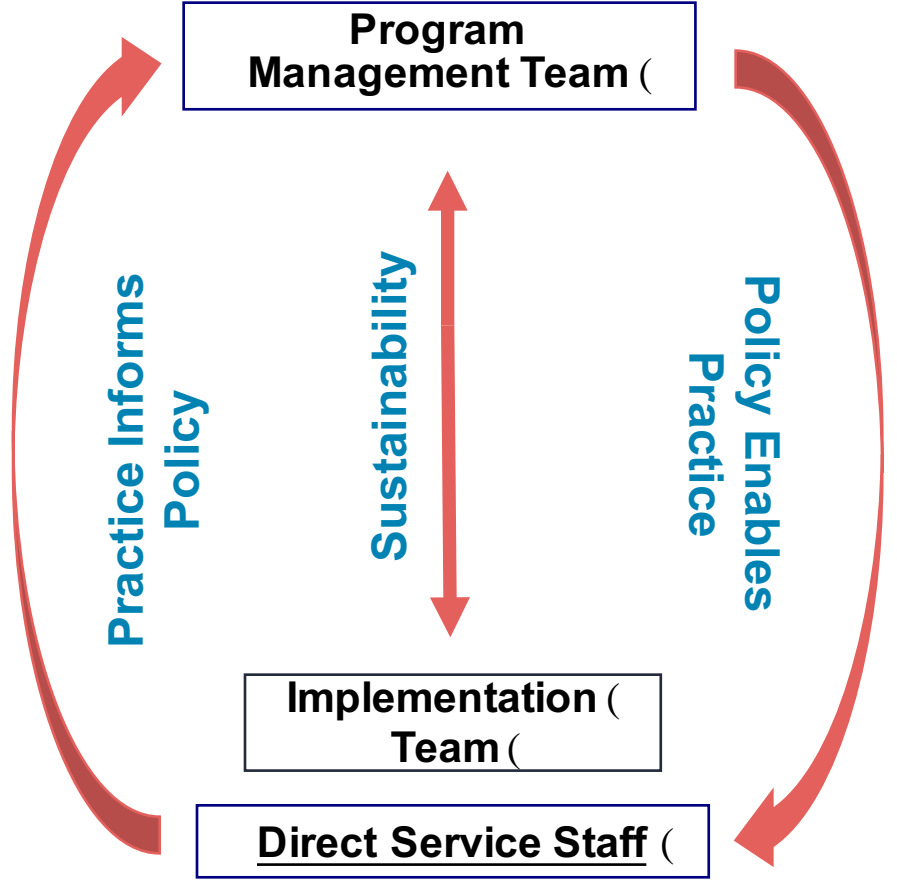 Program
Management Team (
Practice Informs
Policy
Sustainability
Policy Enables
Practice
Implementation (
Team (
Direct Service Staff (